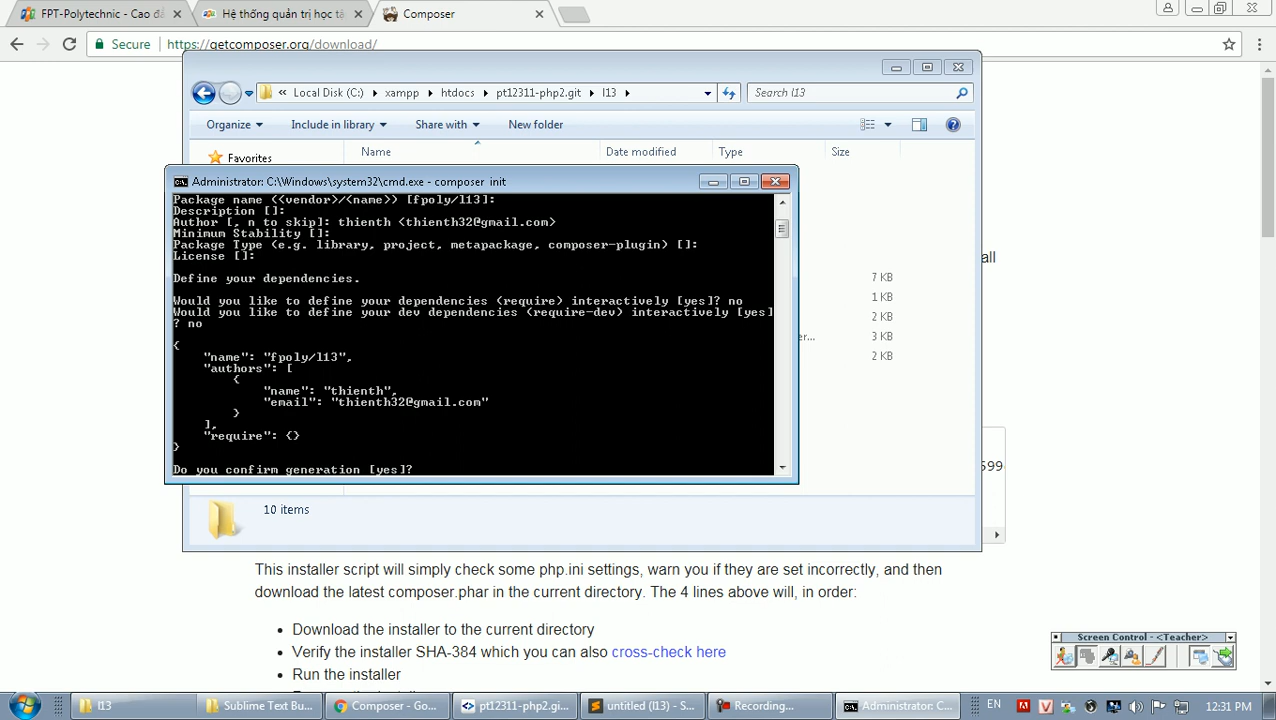 FPT-Polytechnic - Cao đẳ
Hệ thống quản trị học tậ
Composer
Secure
https://getcomposer.org/download/
Local Disk (C:)
xampp
htdocs
pt12311-php2.git
l13
Search l13
Organize
Include in library
Share with
New folder
Favorites
Name
Date modified
Type
Size
Administrator: C:\Windows\system32\cmd.exe - composer init
Package name (<vendor>/<name>) [fpoly/l13]:
Description []:
Author [, n to skip]: thienth <thienth32@gmail.com>
Minimum Stability []:
Package Type (e.g. library, project, metapackage, composer-plugin) []:
License []:
Define your dependencies.
Would you like to define your dependencies (require) interactively [yes]? no
Would you like to define your dev dependencies (require-dev) interactively [yes]
? no
{
"name": "fpoly/l13",
"authors": [
{
"name": "thienth",
"email": "thienth32@gmail.com"
}
],
"require": {}
}
Do you confirm generation [yes]?
all
7 KB
1 KB
2 KB
er... 3 KB
2 KB
599
10 items
This installer script will simply check some php.ini settings, warn you if they are set incorrectly, and then
download the latest composer.phar in the current directory. The 4 lines above will, in order:
• Download the installer to the current directory
• Verify the installer SHA-384 which you can also cross-check here
• Run the installer
Screen Control - <Teacher>
l13
Sublime Text Bu...
Composer - Go...
pt12311-php2.gi...
untitled (l13) - S...
Recording...
Administrator: C...
EN
12:31 PM